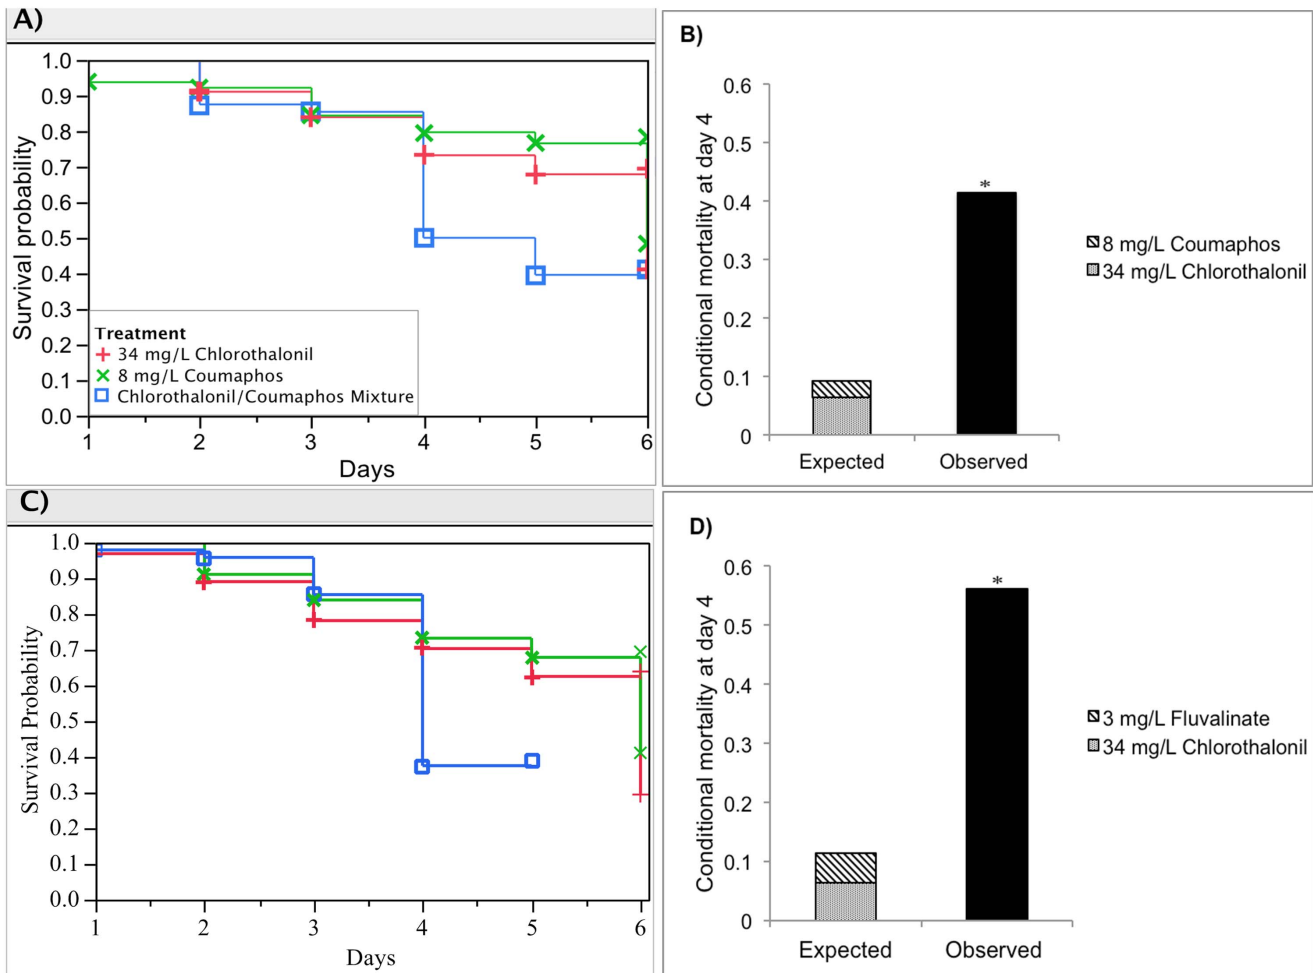 A)
1.0
0.9
0.8
0.7
0.6
0.5
0.4
0.3
0.2
0.1
0.0
Survival probability
Treatment
34 mg/L Chlorothalonil
8 mg/L Coumaphos
Chlorothalonil/Coumaphos Mixture
1 2 3 4 5 6
Days
B)
0.6
0.5
0.4
0.3
0.2
0.1
0
Conditional mortality at day 4
*
8 mg/L Coumaphos
34 mg/L Chlorothalonil
Expected Observed
C)
1.0
0.9
0.8
0.7
0.6
0.5
0.4
0.3
0.2
0.1
0.0
Survival Probability
1 2 3 4 5 6
Days
D)
0.6
0.5
0.4
0.3
0.2
0.1
0
Conditional mortality at day 4
*
3 mg/L Fluvalinate
34 mg/L Chlorothalonil
Expected Observed